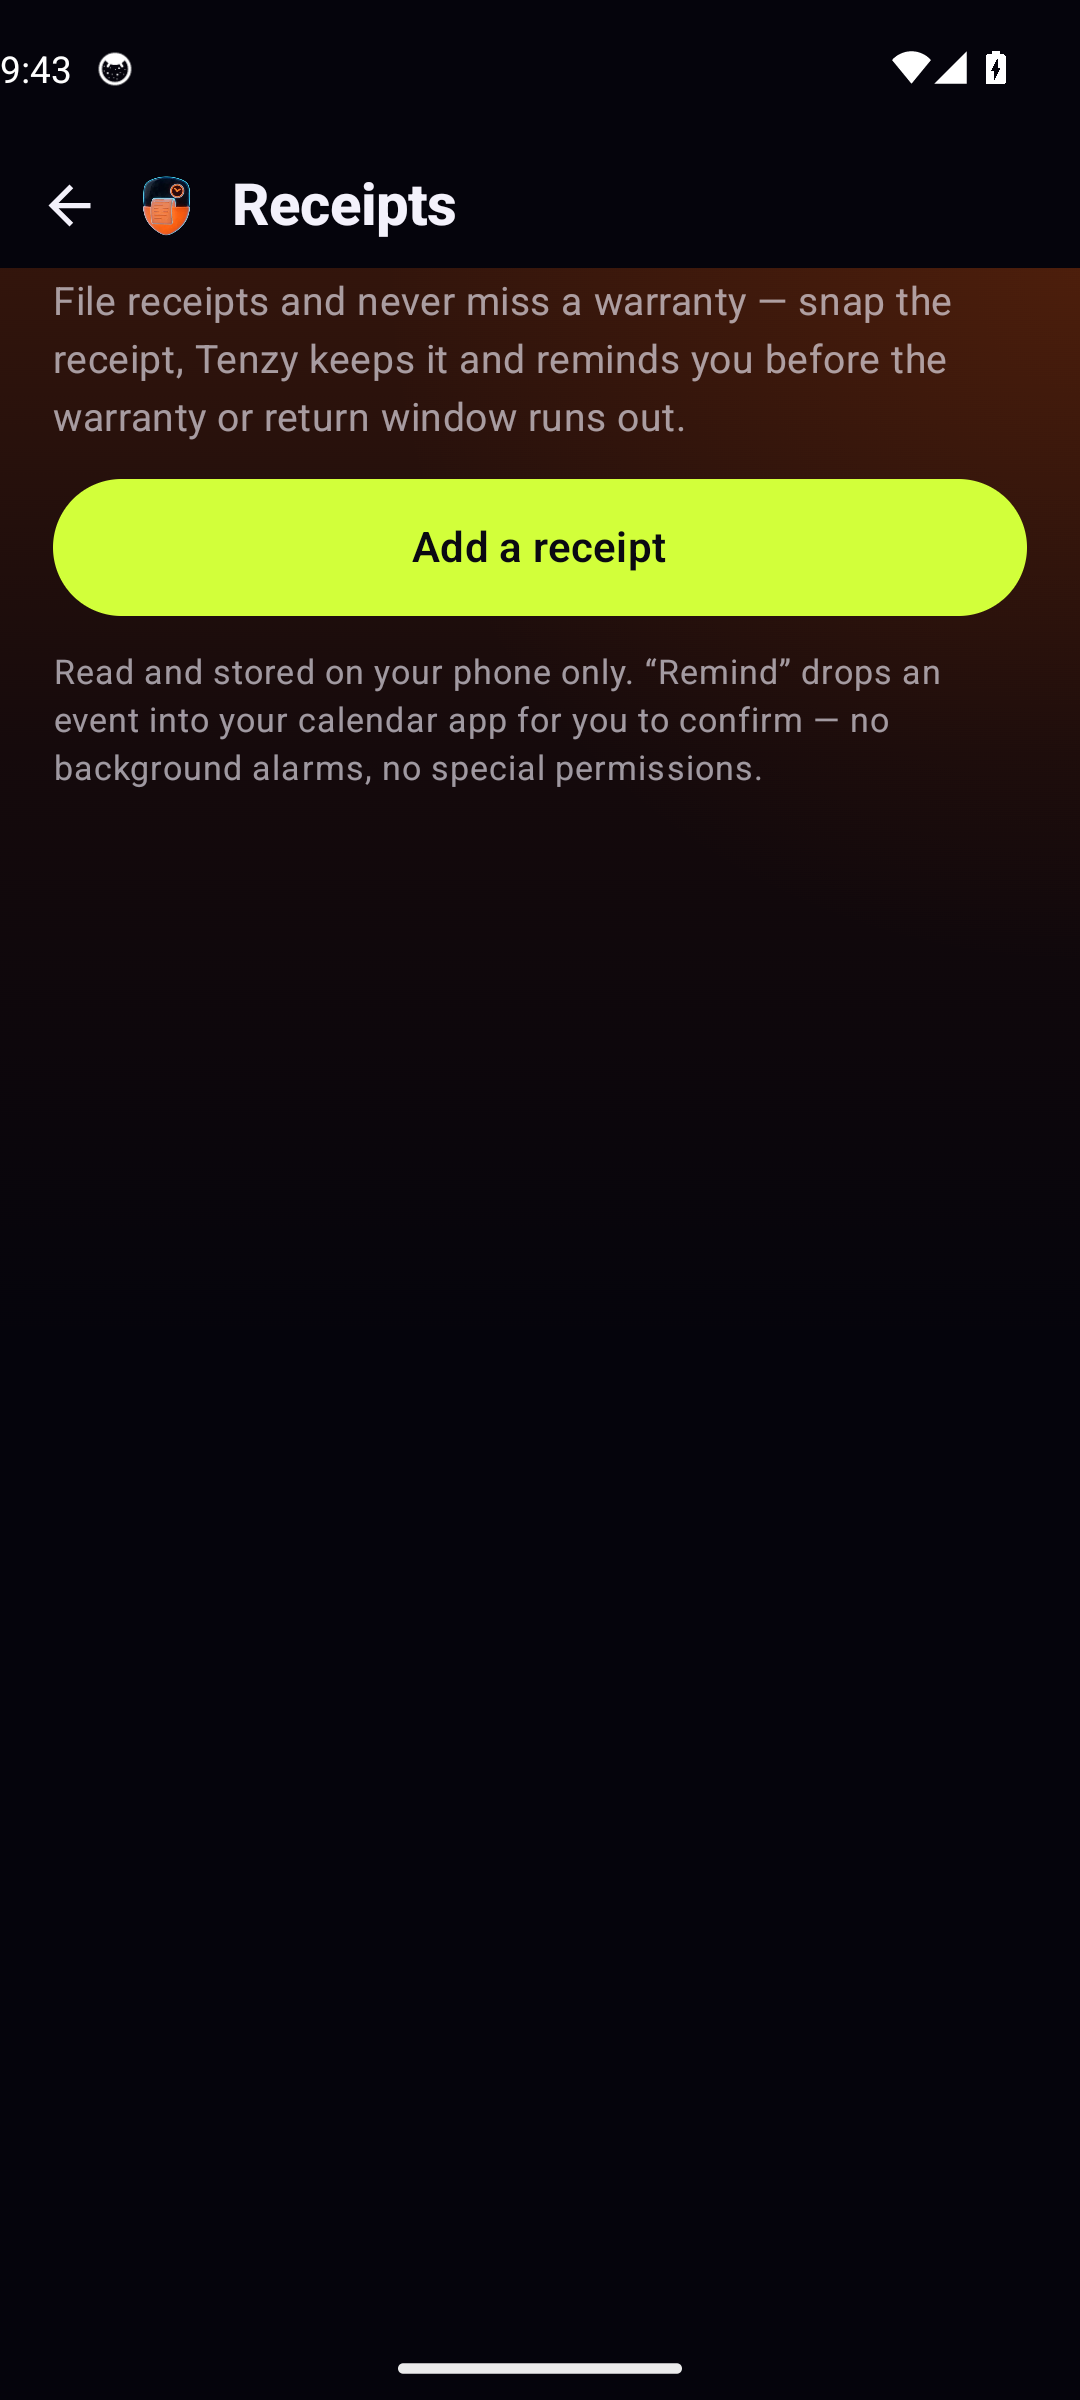 9:43
Receipts
File receipts and never miss a warranty — snap the
receipt, Tenzy keeps it and reminds you before the
warranty or return window runs out.
Add a receipt
Read and stored on your phone only. “Remind” drops an
event into your calendar app for you to confirm — no
background alarms, no special permissions.